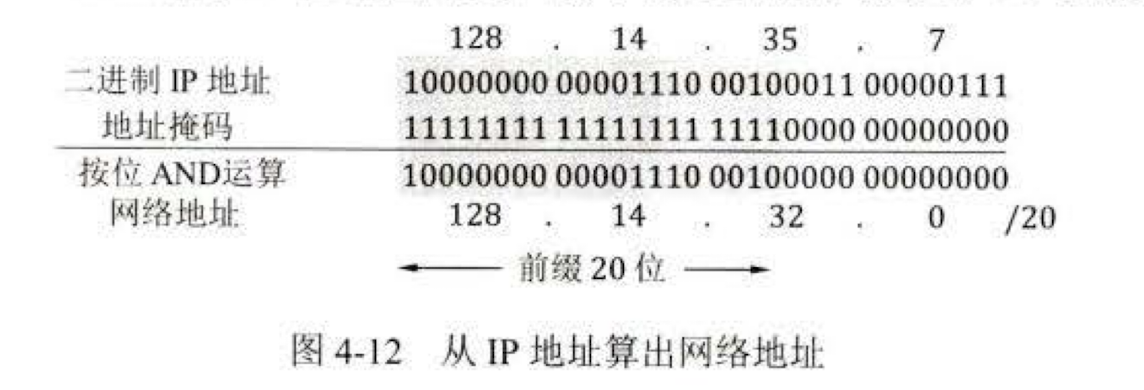 128 . 14 . 35 . 7
二进制 IP 地址 10000000 00001110 00100011 00000111
地址掩码 11111111 11111111 11110000 00000000
按位 AND运算 10000000 00001110 00100000 00000000
网络地址 128 . 14 . 32 . 0 /20
前缀 20 位
图 4-12 从 IP 地址算出网络地址